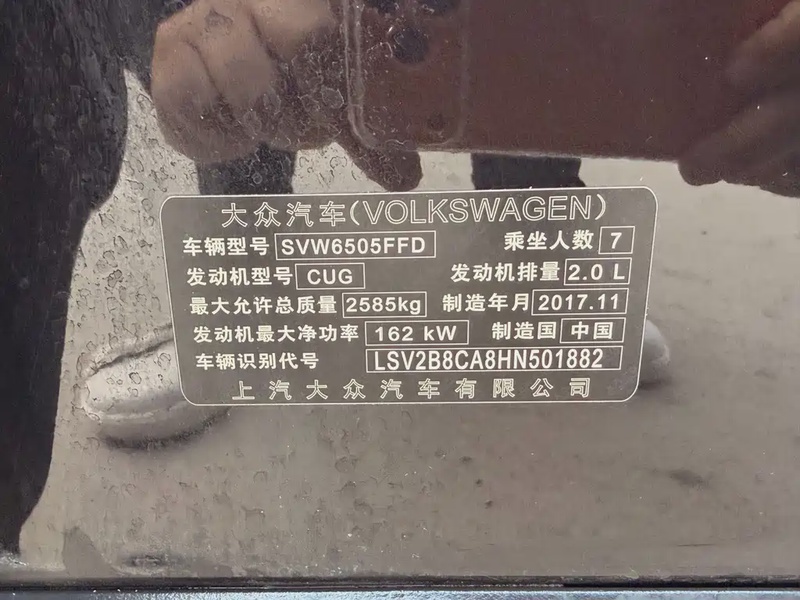 大众汽车(VOLKSWAGEN)
车辆型号 SVW6505FFD 乘坐人数 7
发动机型号 CUG 发动机排量 2.0 L
最大允许总质量 2585kg 制造年月 2017.11
发动机最大净功率 162 kW 制造国 中国
车辆识别代号 LSV2B8CA8HN501882
上汽大众汽车有限公司